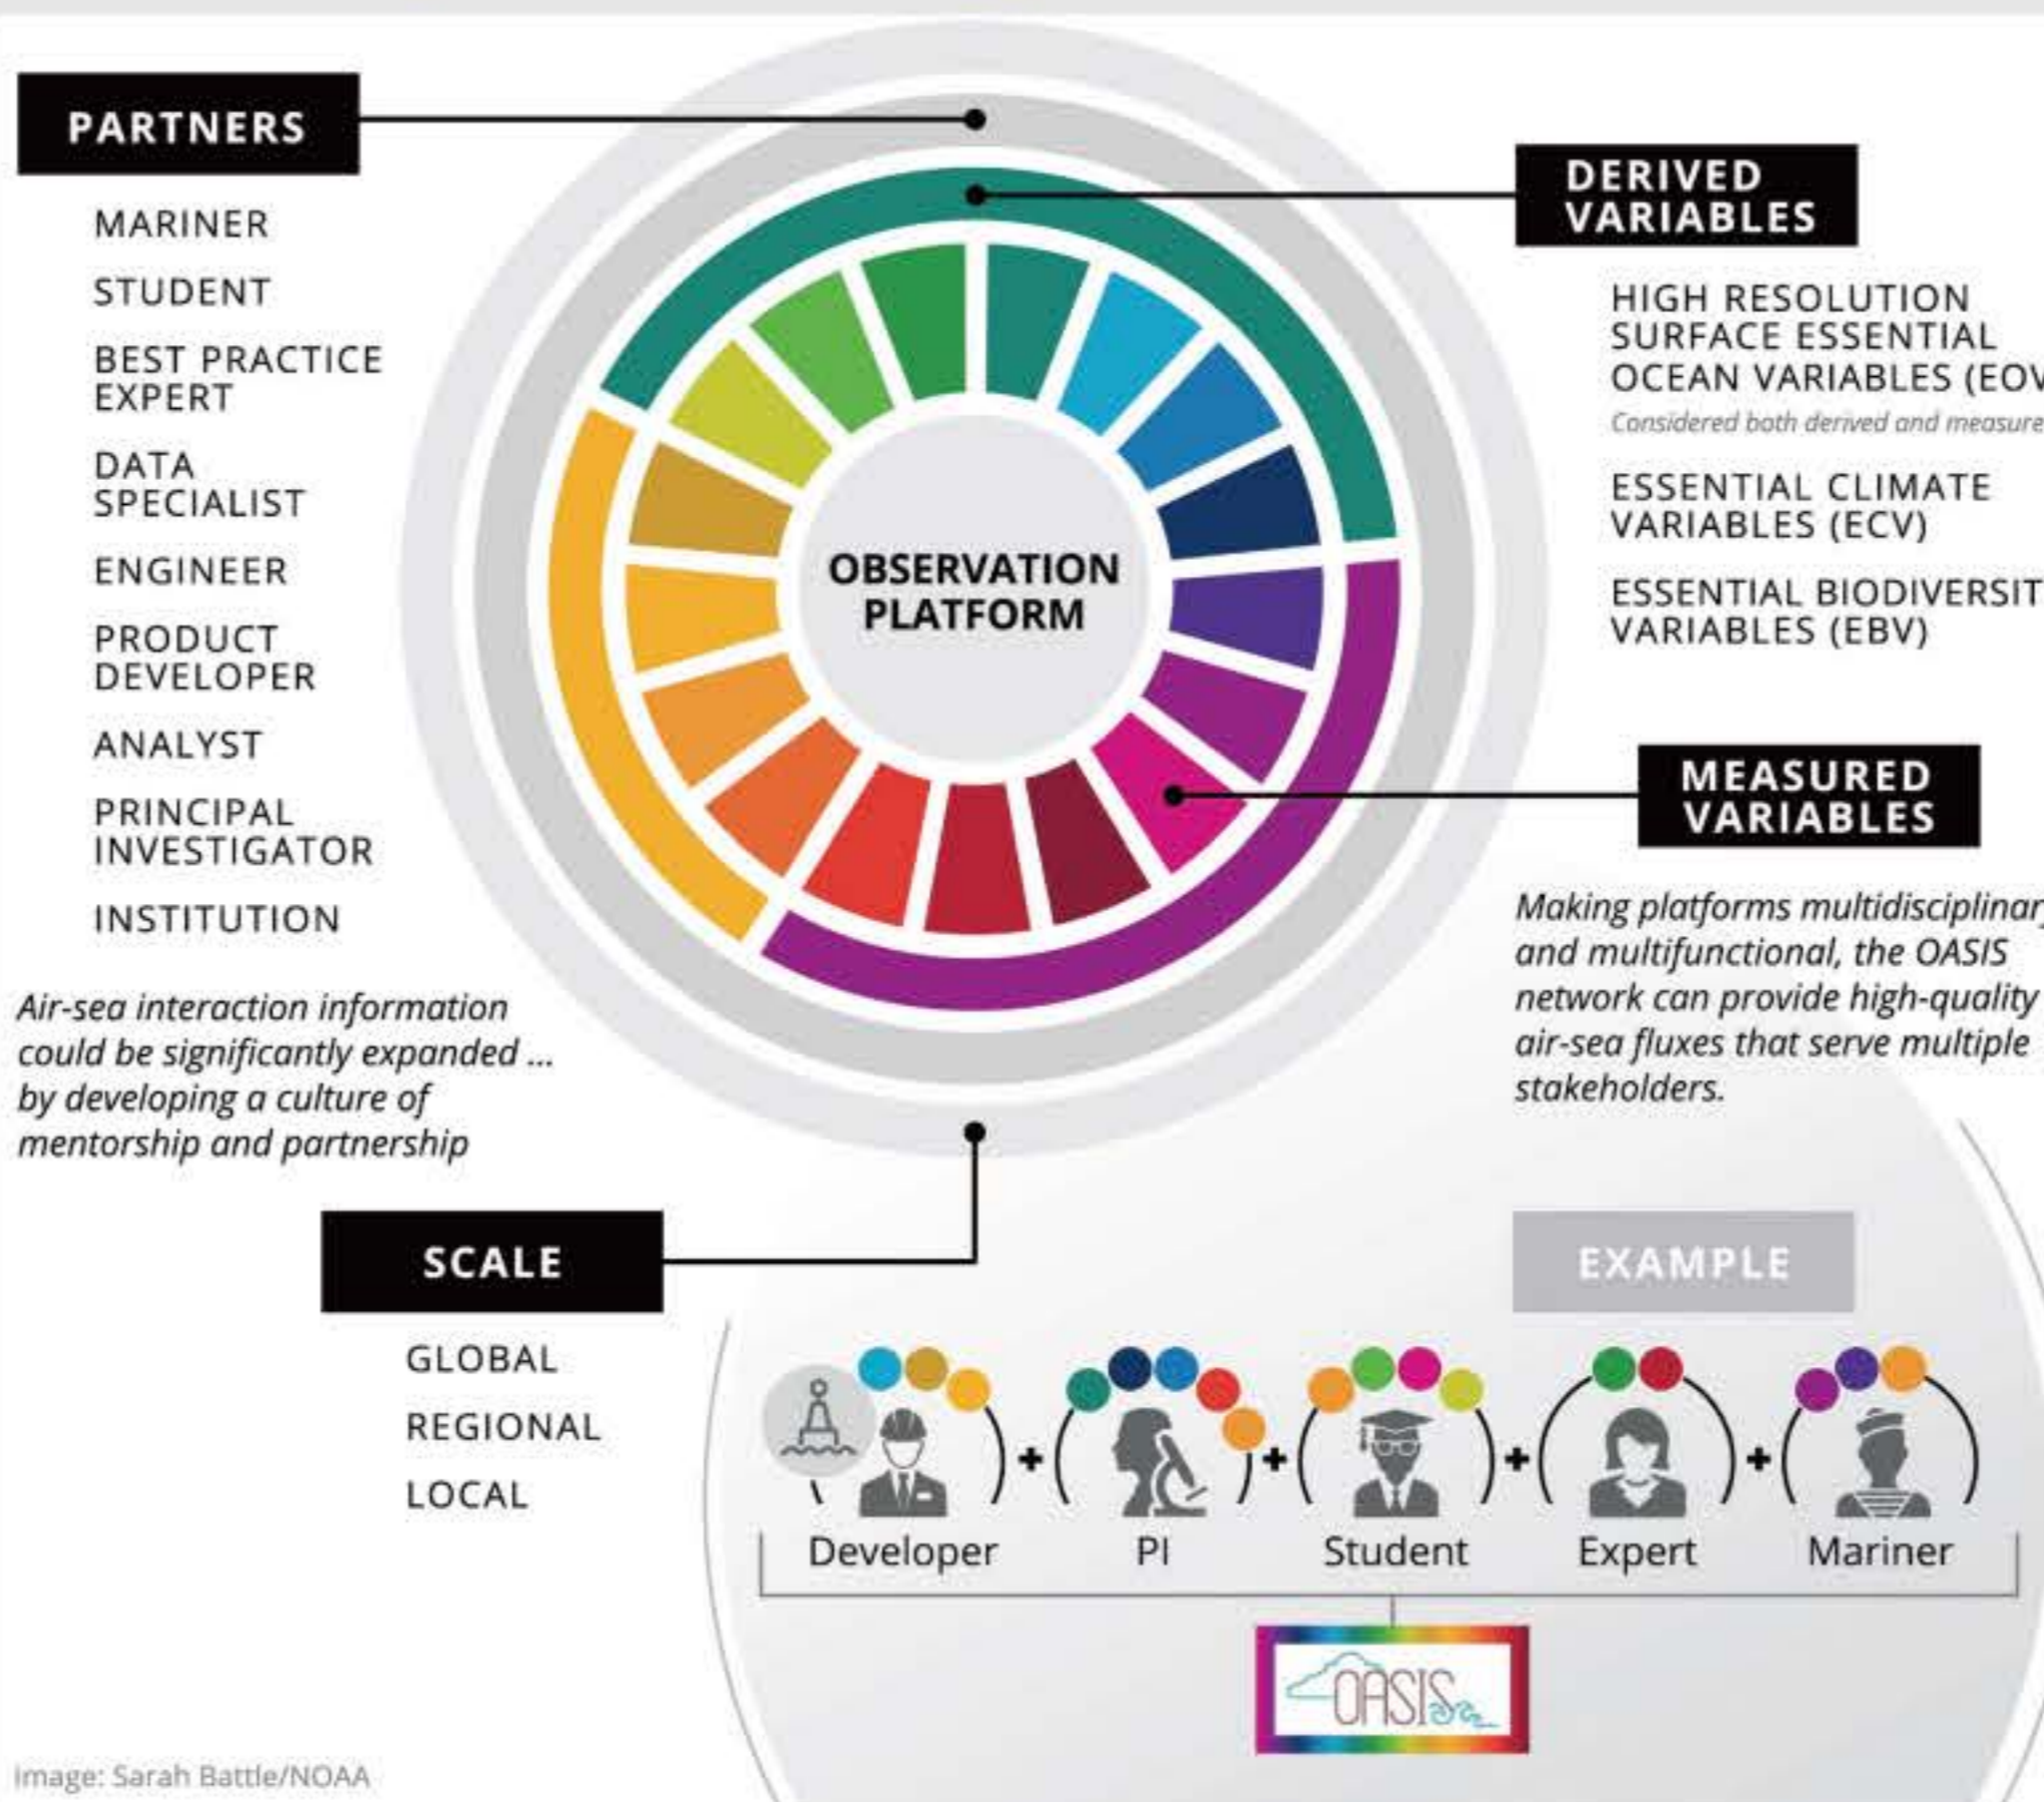 PARTNERS
MARINER
STUDENT
BEST PRACTICE
EXPERT
DATA
SPECIALIST
ENGINEER
PRODUCT
DEVELOPER
ANALYST
PRINCIPAL
INVESTIGATOR
INSTITUTION
Air-sea interaction information
could be significantly expanded ...
by developing a culture of
mentorship and partnership
OBSERVATION
PLATFORM
DERIVED
VARIABLES
HIGH RESOLUTION
SURFACE ESSENTIAL
OCEAN VARIABLES (EOV
Considered both derived and measure
ESSENTIAL CLIMATE
VARIABLES (ECV)
ESSENTIAL BIODIVERSIT
VARIABLES (EBV)
MEASURED
VARIABLES
Making platforms multidisciplinary
and multifunctional, the OASIS
network can provide high-quality
air-sea fluxes that serve multiple
stakeholders.
SCALE
GLOBAL
REGIONAL
LOCAL
EXAMPLE
+ + + +
Developer PI Student Expert Mariner
OASIS
Image: Sarah Battle/NOAA